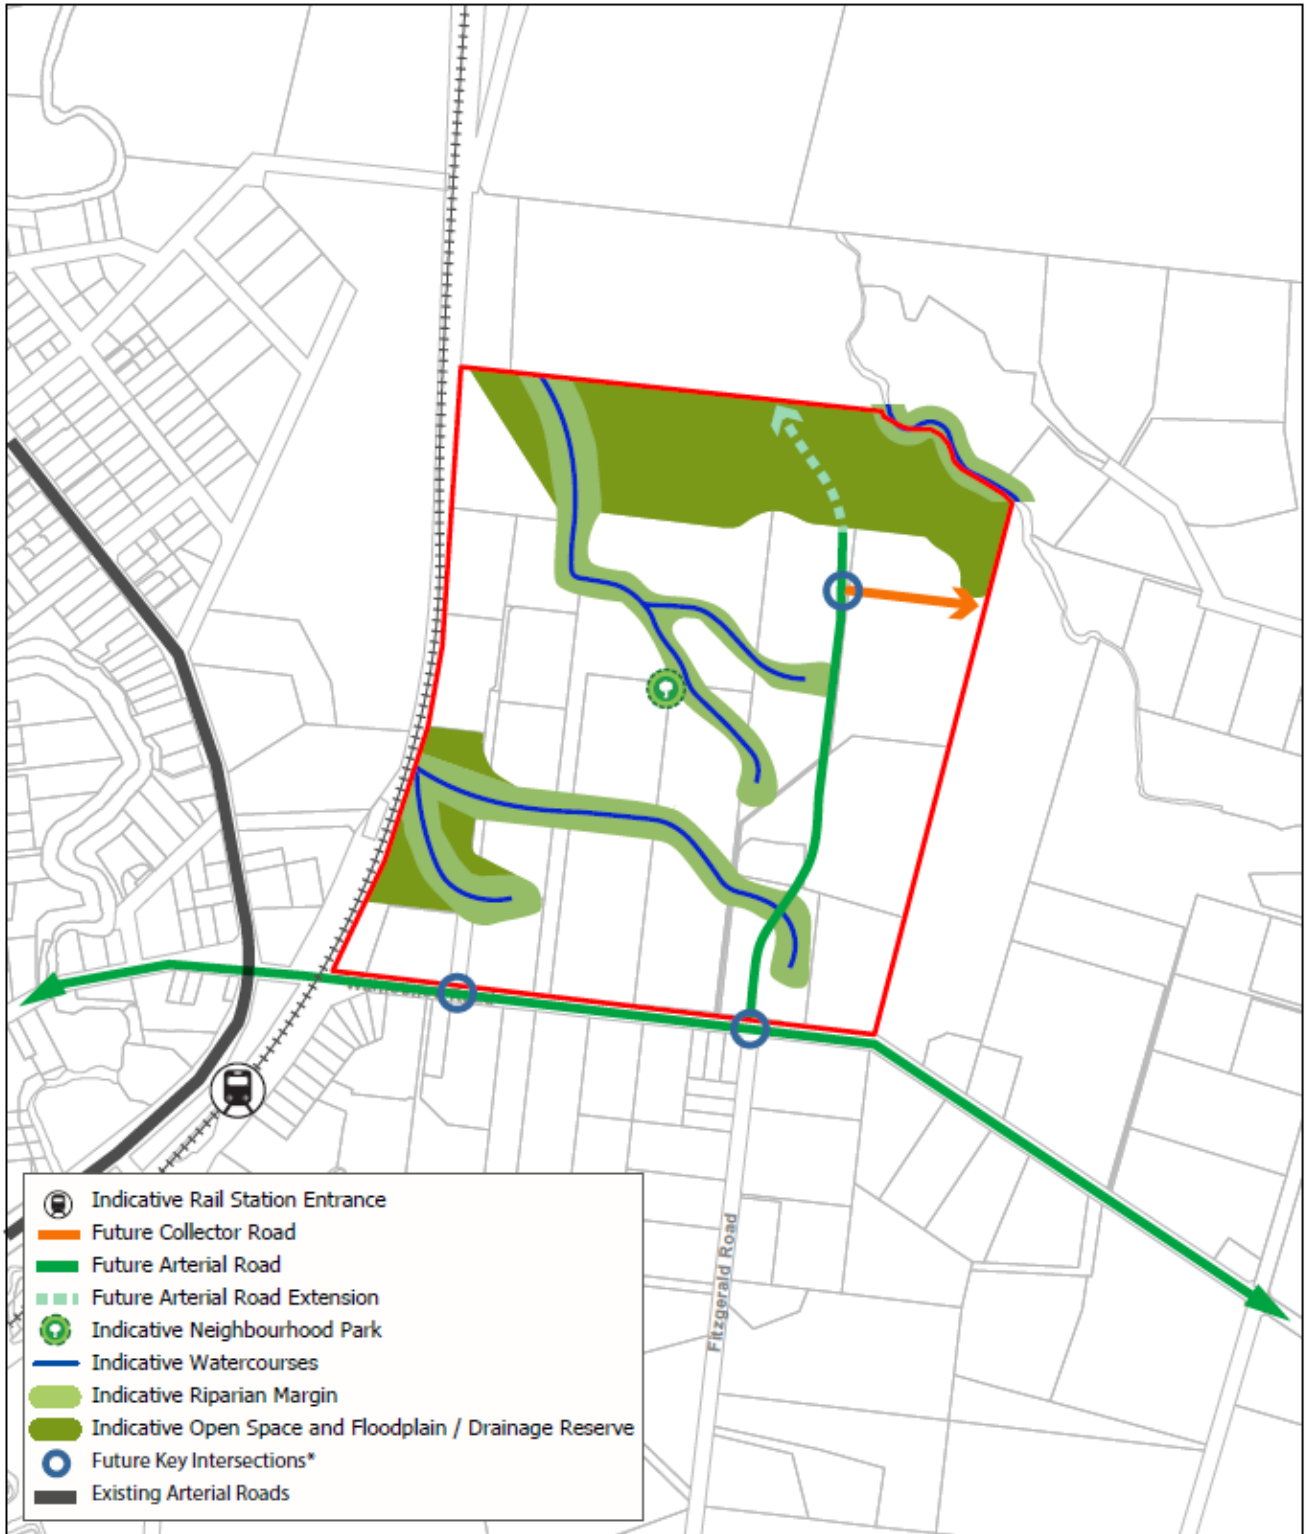 Indicative Rail Station Entrance
Future Collector Road
Future Arterial Road
Future Arterial Road Extension
Indicative Neighbourhood Park
Indicative Watercourses
Indicative Riparian Margin
Indicative Open Space and Floodplain / Drainage Reserve
Future Key Intersections*
Existing Arterial Roads
Fitzgerald Road